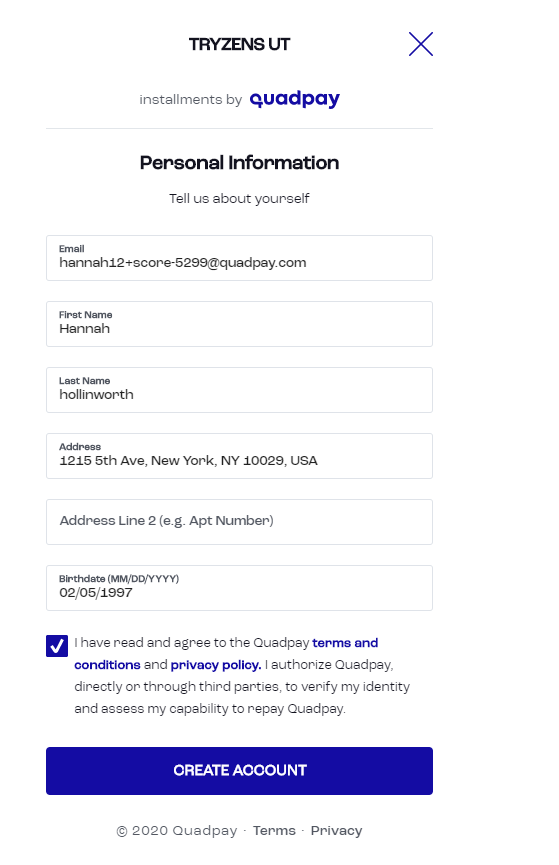 TRYZENS UT
installments by quadpay
Personal Information
Tell us about yourself
Email
hannah12+score-5299@quadpay.com
First Name
Hannah
Last Name
hollinworth
Address
1215 5th Ave, New York, NY 10029, USA
Address Line 2 (e.g. Apt Number)
Birthdate (MM/DD/YYYY)
02/05/1997
I have read and agree to the Quadpay terms and
conditions and privacy policy. I authorize Quadpay,
directly or through third parties, to verify my identity
and assess my capability to repay Quadpay.
CREATE ACCOUNT
© 2020 Quadpay · Terms · Privacy